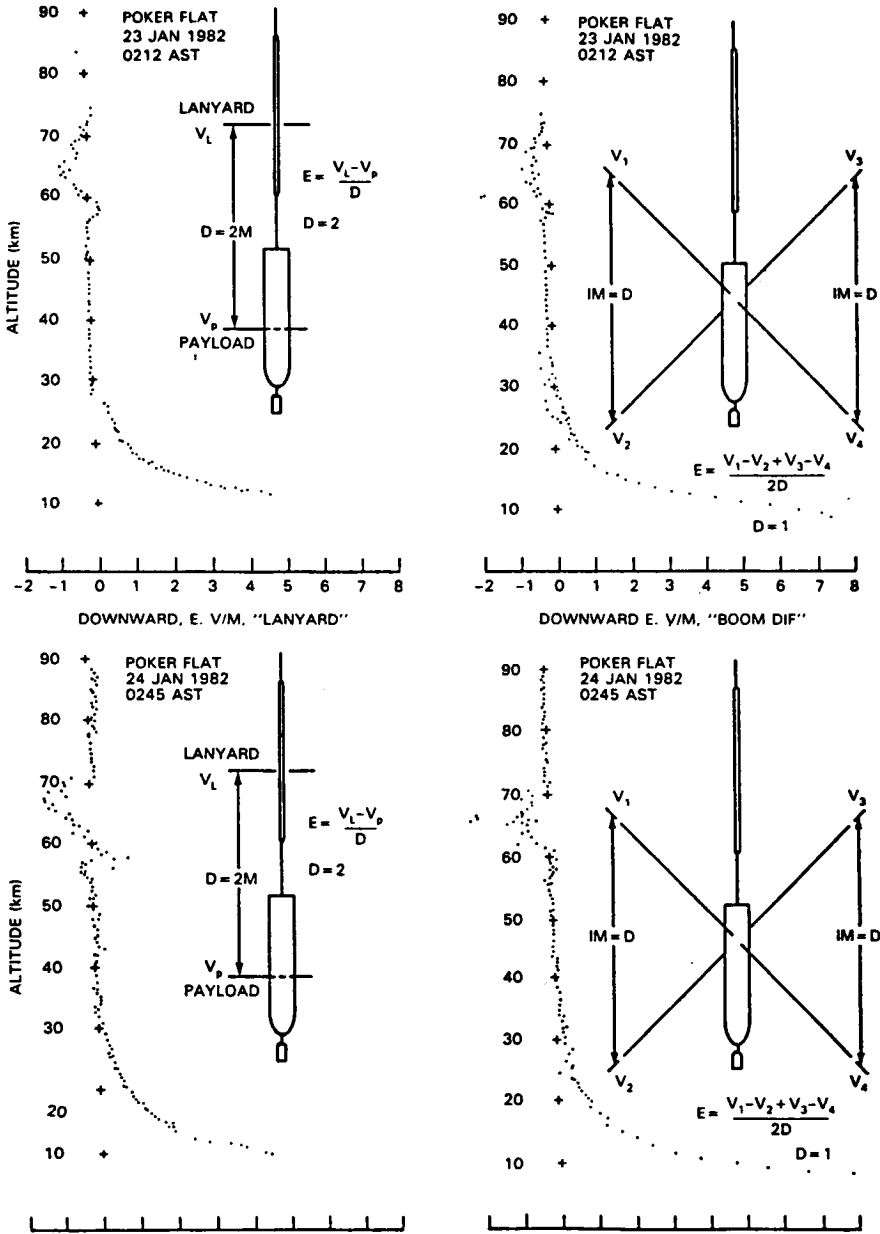 POKER FLAT
23 JAN 1982
0212 AST
90
80
70
60
50
40
30
20
10
ALTITUDE (km)
LANYARD
V_L
E = V_L - V_p / D
D = 2M
D = 2
V_p
PAYLOAD
-2 -1 0 1 2 3 4 5 6 7 8
DOWNWARD, E. V/M, "LANYARD"
POKER FLAT
23 JAN 1982
0212 AST
90
80
70
60
50
40
30
20
10
V_1
V_3
IM = D
IM = D
V_2
V_4
E = V_1 - V_2 + V_3 - V_4 / 2D
D = 1
-2 -1 0 1 2 3 4 5 6 7 8
DOWNWARD E. V/M, "BOOM DIF"
POKER FLAT
24 JAN 1982
0245 AST
90
80
70
60
50
40
30
20
10
ALTITUDE (km)
LANYARD
V_L
E = V_L - V_p / D
D = 2M
D = 2
V_p
PAYLOAD
POKER FLAT
24 JAN 1982
0245 AST
90
80
70
60
50
40
30
20
10
V_1
V_3
IM = D
IM = D
V_2
V_4
E = V_1 - V_2 + V_3 - V_4 / 2D
D = 1